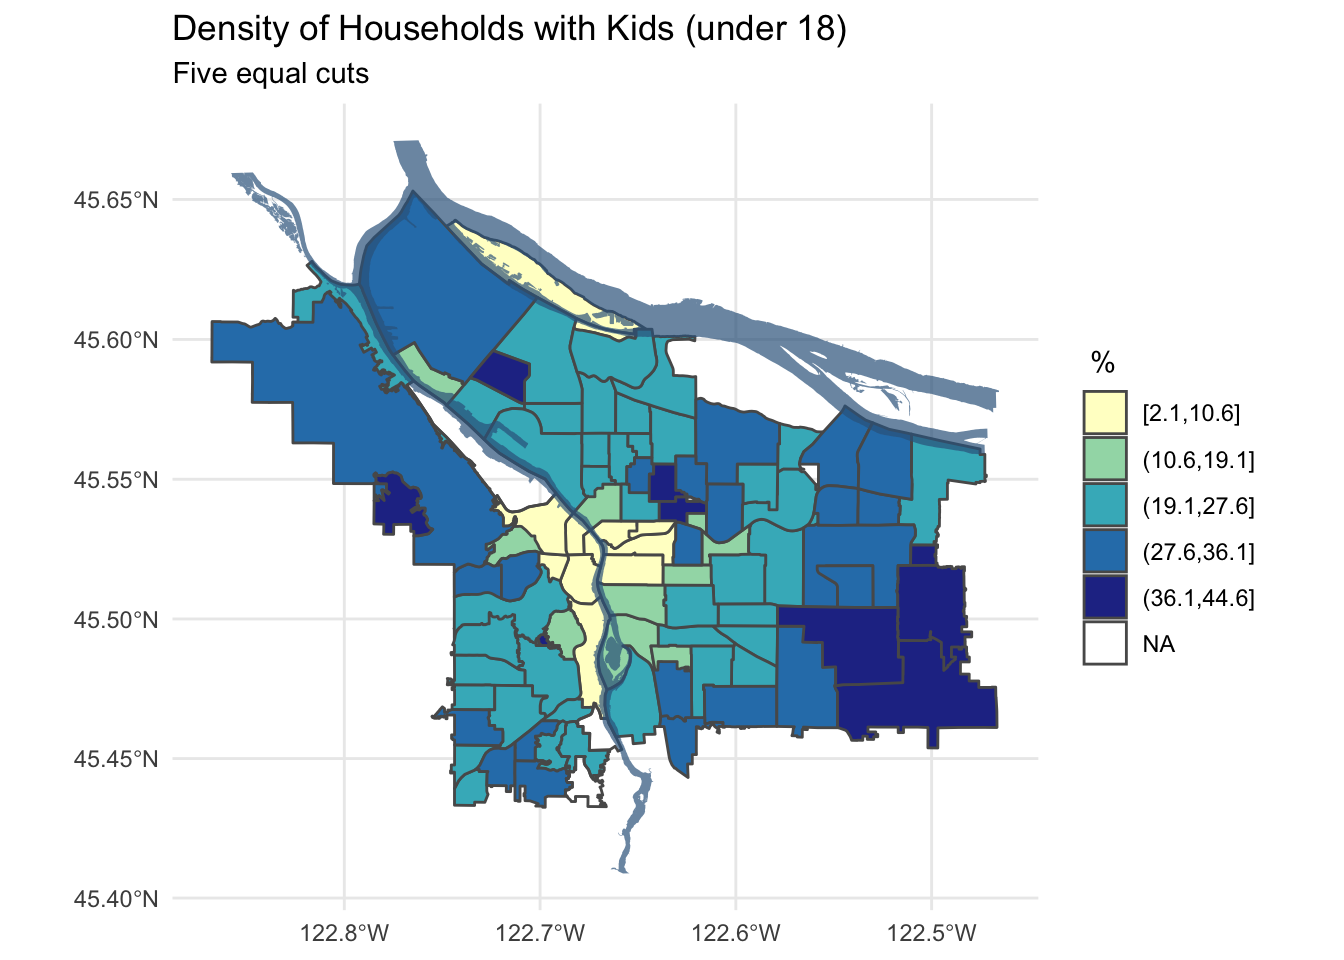 Density of Households with Kids (under 18)
Five equal cuts
45.65°N
45.60°N
45.55°N
45.50°N
45.45°N
45.40°N
122.8°W
122.7°W
122.6°W
122.5°W
%
[2.1,10.6]
(10.6,19.1]
(19.1,27.6]
(27.6,36.1]
(36.1,44.6]
NA